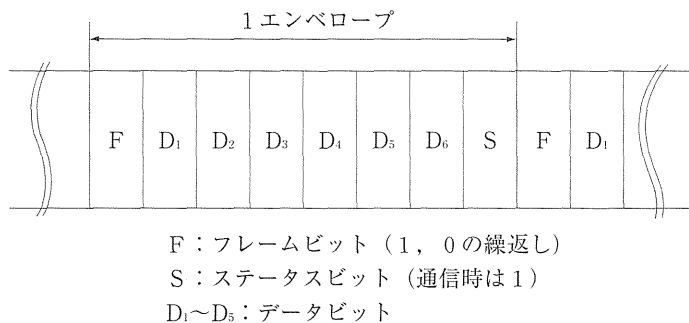 1エンベロープ
F D₁ D₂ D₃ D₄ D₅ D₆ S F D₁
F：フレームビット（1，0の繰返し）
S：ステータスビット（通信時は1）
D₁～D₅：データビット